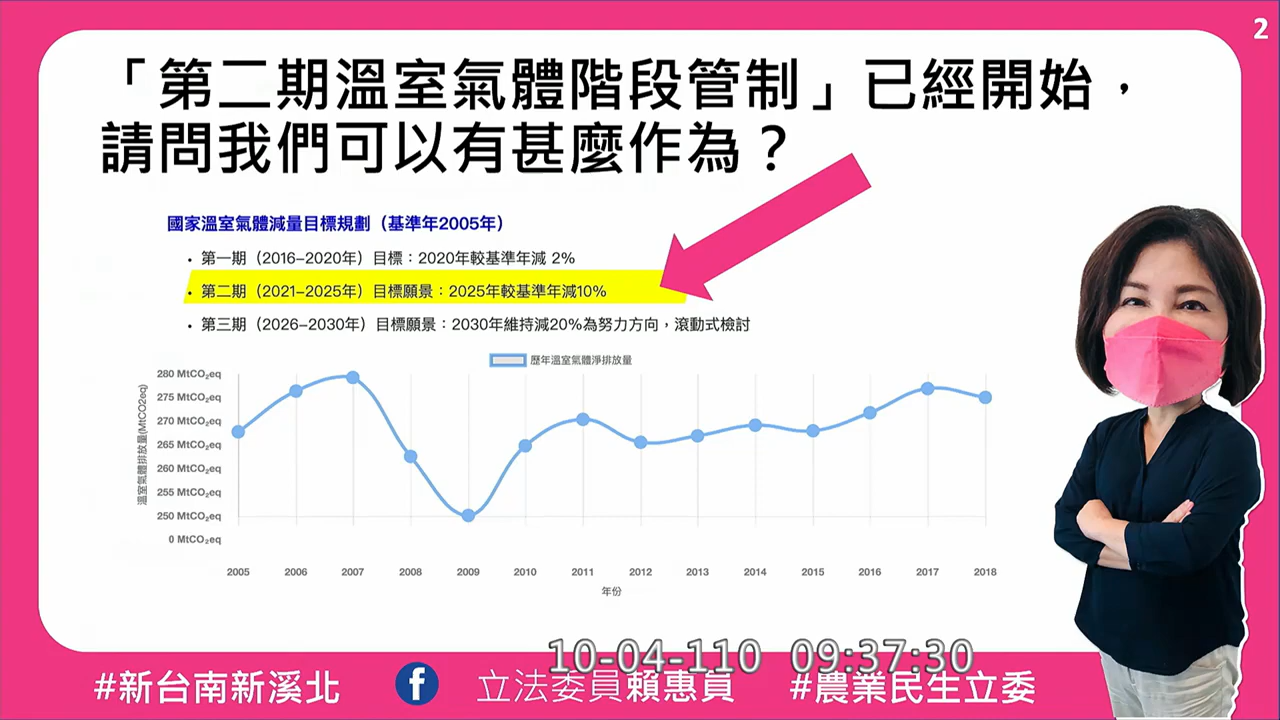 2
「第二期溫室氣體階段管制」已經開始，
請問我們可以有甚麼作為？
國家溫室氣體減量目標規劃（基準年2005年）
• 第一期（2016–2020年）目標：2020年較基準年減 2%
• 第二期（2021–2025年）目標願景：2025年較基準年減10%
• 第三期（2026–2030年）目標願景：2030年維持減20%為努力方向，滾動式檢討
歷年溫室氣體淨排放量
溫室氣體排放量(MtCO2eq)
280 MtCO₂eq
275 MtCO₂eq
270 MtCO₂eq
265 MtCO₂eq
260 MtCO₂eq
255 MtCO₂eq
250 MtCO₂eq
0 MtCO₂eq
2005 2006 2007 2008 2009 2010 2011 2012 2013 2014 2015 2016 2017 2018
年份
10-04-110 09:37:30
#新台南新溪北 f 立法委員賴惠員 #農業民生立委